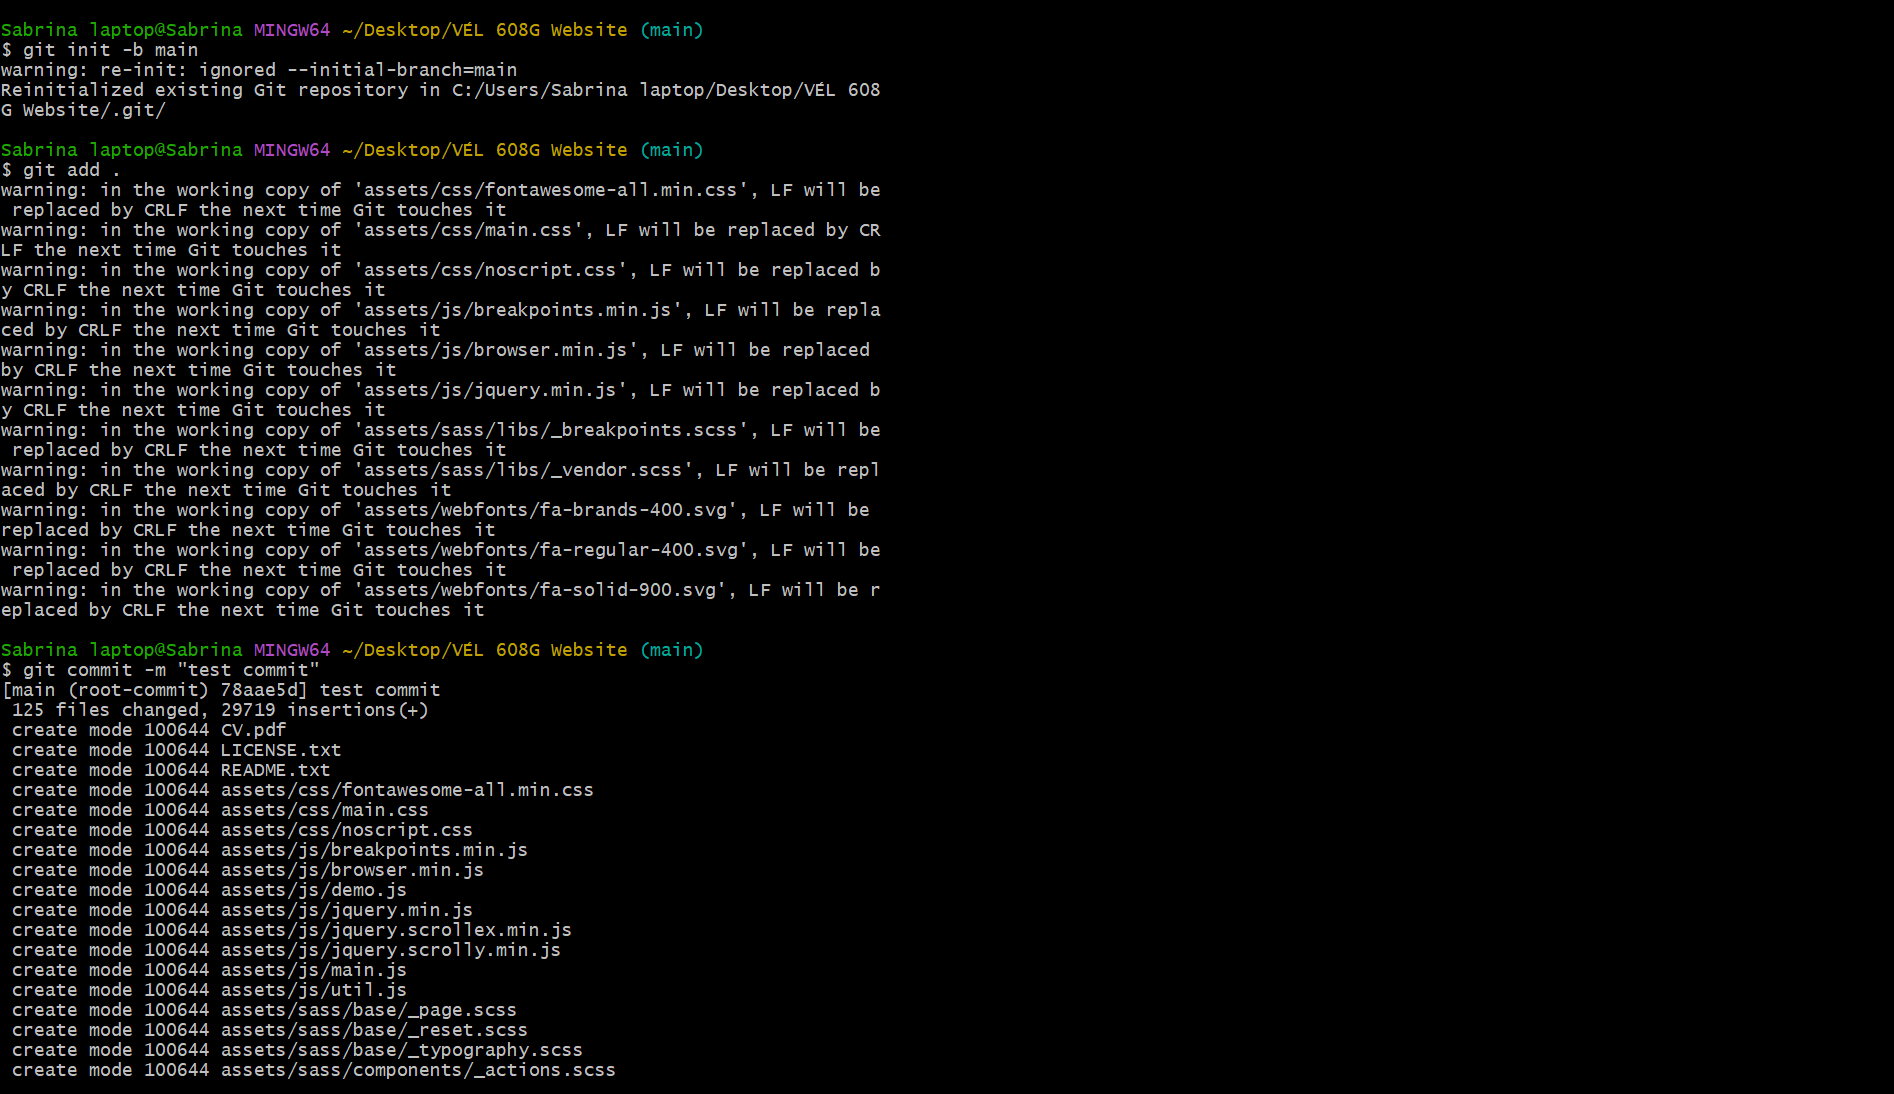 Sabrina laptop@Sabrina MINGW64 ~/Desktop/VÉL 608G Website (main)
$ git init -b main
warning: re-init: ignored --initial-branch=main
Reinitialized existing Git repository in C:/Users/Sabrina laptop/Desktop/VÉL 608
G Website/.git/
Sabrina laptop@Sabrina MINGW64 ~/Desktop/VÉL 608G Website (main)
$ git add .
warning: in the working copy of 'assets/css/fontawesome-all.min.css', LF will be
 replaced by CRLF the next time Git touches it
warning: in the working copy of 'assets/css/main.css', LF will be replaced by CR
LF the next time Git touches it
warning: in the working copy of 'assets/css/noscript.css', LF will be replaced b
y CRLF the next time Git touches it
warning: in the working copy of 'assets/js/breakpoints.min.js', LF will be repla
ced by CRLF the next time Git touches it
warning: in the working copy of 'assets/js/browser.min.js', LF will be replaced
by CRLF the next time Git touches it
warning: in the working copy of 'assets/js/jquery.min.js', LF will be replaced b
y CRLF the next time Git touches it
warning: in the working copy of 'assets/sass/libs/_breakpoints.scss', LF will be
 replaced by CRLF the next time Git touches it
warning: in the working copy of 'assets/sass/libs/_vendor.scss', LF will be repl
aced by CRLF the next time Git touches it
warning: in the working copy of 'assets/webfonts/fa-brands-400.svg', LF will be
replaced by CRLF the next time Git touches it
warning: in the working copy of 'assets/webfonts/fa-regular-400.svg', LF will be
 replaced by CRLF the next time Git touches it
warning: in the working copy of 'assets/webfonts/fa-solid-900.svg', LF will be r
eplaced by CRLF the next time Git touches it
Sabrina laptop@Sabrina MINGW64 ~/Desktop/VÉL 608G Website (main)
$ git commit -m "test commit"
[main (root-commit) 78aae5d] test commit
 125 files changed, 29719 insertions(+)
 create mode 100644 CV.pdf
 create mode 100644 LICENSE.txt
 create mode 100644 README.txt
 create mode 100644 assets/css/fontawesome-all.min.css
 create mode 100644 assets/css/main.css
 create mode 100644 assets/css/noscript.css
 create mode 100644 assets/js/breakpoints.min.js
 create mode 100644 assets/js/browser.min.js
 create mode 100644 assets/js/demo.js
 create mode 100644 assets/js/jquery.min.js
 create mode 100644 assets/js/jquery.scrollex.min.js
 create mode 100644 assets/js/jquery.scrolly.min.js
 create mode 100644 assets/js/main.js
 create mode 100644 assets/js/util.js
 create mode 100644 assets/sass/base/_page.scss
 create mode 100644 assets/sass/base/_reset.scss
 create mode 100644 assets/sass/base/_typography.scss
 create mode 100644 assets/sass/components/_actions.scss